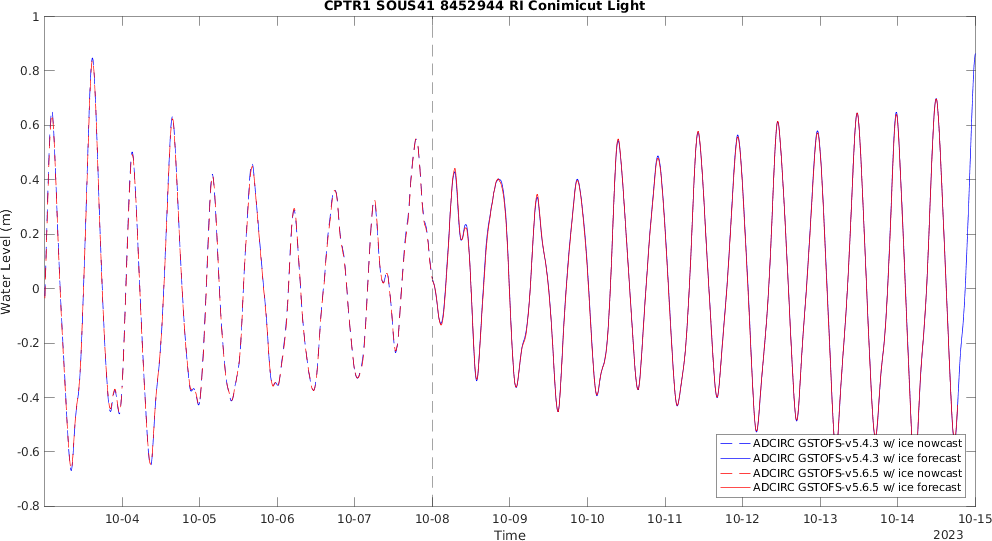 CPTR1 SOUS41 8452944 RI Conimicut Light
1
0.8
0.6
0.4
0.2
0
-0.2
-0.4
-0.6
-0.8
Water Level (m)
ADCIRC GSTOFS-v5.4.3 w/ ice nowcast
ADCIRC GSTOFS-v5.4.3 w/ ice forecast
ADCIRC GSTOFS-v5.6.5 w/ ice nowcast
ADCIRC GSTOFS-v5.6.5 w/ ice forecast
10-04 10-05 10-06 10-07 10-08 10-09 10-10 10-11 10-12 10-13 10-14 10-15
Time
2023